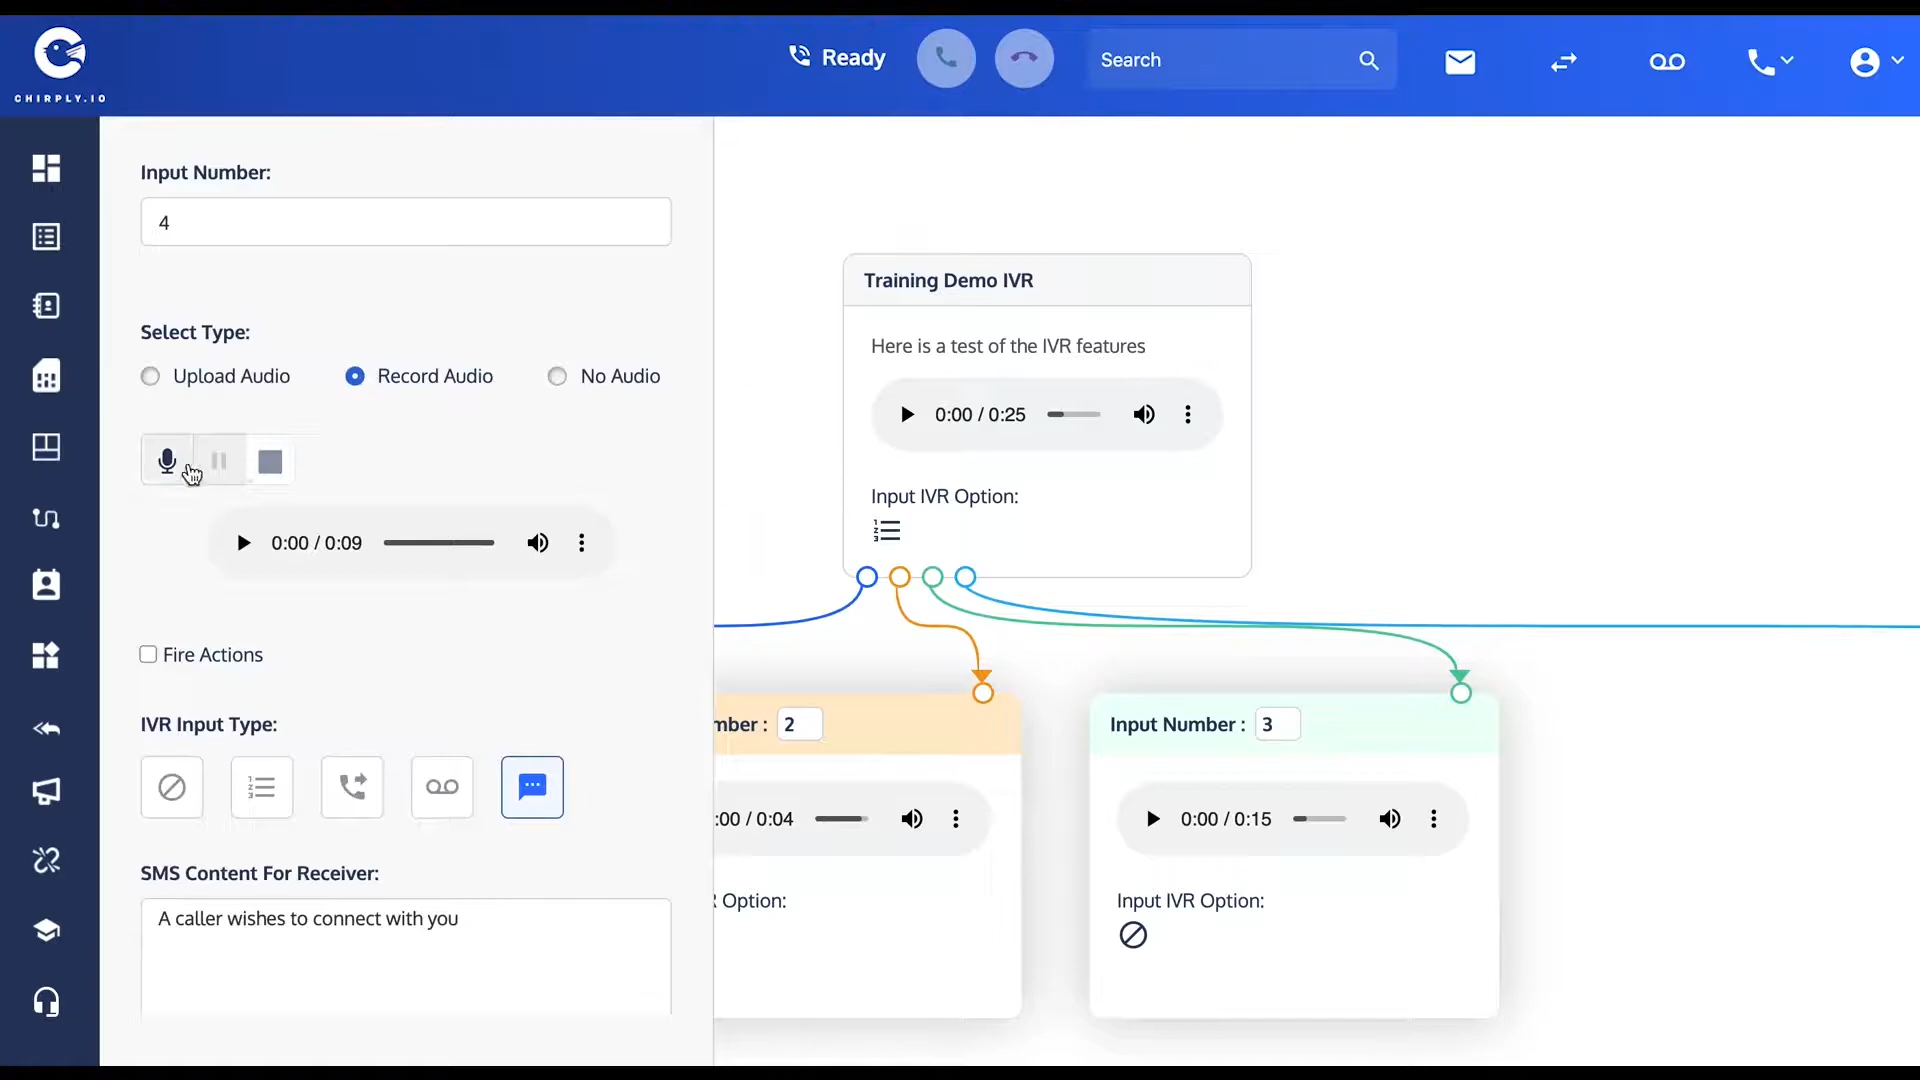 CHIRPLY.IO
Ready
Search
Input Number:
4
Select Type:
Upload Audio
Record Audio
No Audio
0:00 / 0:09
Fire Actions
IVR Input Type:
SMS Content For Receiver:
A caller wishes to connect with you
Training Demo IVR
Here is a test of the IVR features
0:00 / 0:25
Input IVR Option:
mber : 2
:00 / 0:04
Option:
Input Number : 3
0:00 / 0:15
Input IVR Option: